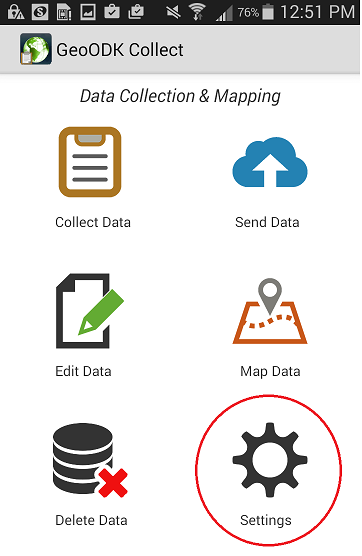 76% 12:51 PM
GeoODK Collect
Data Collection & Mapping
Collect Data
Send Data
Edit Data
Map Data
Delete Data
Settings